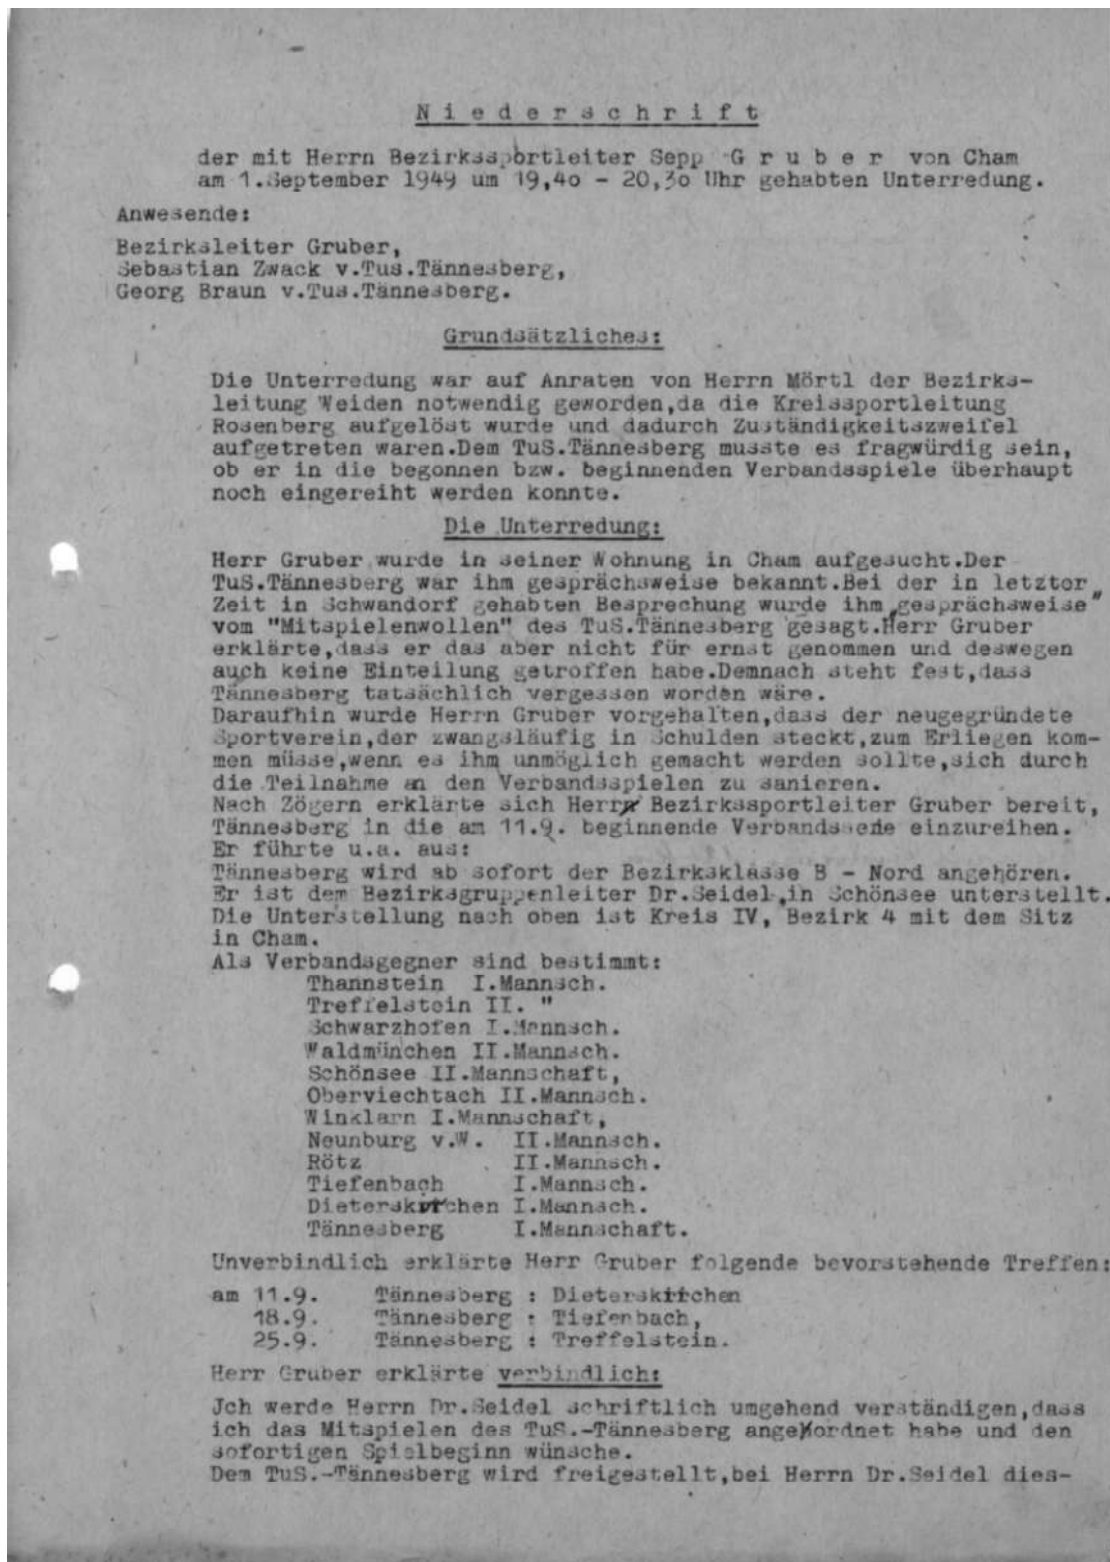 N i e d e r s c h r i f t
der mit Herrn Bezirkssportleiter Sepp G r u b e r von Cham
am 1.September 1949 um 19,4o - 20,3o Uhr gehabten Unterredung.
Anwesende:
Bezirksleiter Gruber,
Sebastian Zwack v.Tus.Tännesberg,
Georg Braun v.Tus.Tännesberg.
Grundsätzliches:
Die Unterredung war auf Anraten von Herrn Mörtl der Bezirks-
leitung Weiden notwendig geworden,da die Kreissportleitung
Rosenberg aufgelöst wurde und dadurch Zuständigkeitszweifel
aufgetreten waren.Dem TuS.Tännesberg musste es fragwürdig sein,
ob er in die begonnen bzw. beginnenden Verbandsspiele überhaupt
noch eingereiht werden konnte.
Die Unterredung:
Herr Gruber wurde in seiner Wohnung in Cham aufgesucht.Der
TuS.Tännesberg war ihm gesprächsweise bekannt.Bei der in letzter
Zeit in Schwandorf gehabten Besprechung wurde ihm „gesprächsweise"
vom "Mitspielenwollen" des TuS.Tännesberg gesagt.Herr Gruber
erklärte,dass er das aber nicht für ernst genommen und deswegen
auch keine Einteilung getroffen habe.Demnach steht fest,dass
Tännesberg tatsächlich vergessen worden wäre.
Daraufhin wurde Herrn Gruber vorgehalten,dass der neugegründete
Sportverein,der zwangsläufig in Schulden steckt,zum Erliegen kom-
men müsse,wenn es ihm unmöglich gemacht werden sollte,sich durch
die Teilnahme an den Verbandsspielen zu sanieren.
Nach Zögern erklärte sich Herr Bezirkssportleiter Gruber bereit,
Tännesberg in die am 11.9. beginnende einzureihen.
Er führte u.a. aus:
Tännesberg wird ab sofort der Bezirksklasse B - Nord angehören.
Er ist dem Bezirksgruppenleiter Dr.Seidel,in Schönsee unterstellt.
Die Unterstellung nach oben ist Kreis IV, Bezirk 4 mit dem Sitz
in Cham.
Als Verbandsgegner sind bestimmt:
Thannstein I.Mannsch.
Treffelstein II. "
Schwarzhofen I.Mannsch.
Waldmünchen II.Mannsch.
Schönsee II.Mannschaft,
Oberviechtach II.Mannsch.
Winklarn I.Mannschaft,
Neunburg v.W. II.Mannsch.
Rötz II.Mannsch.
Tiefenbach I.Mannsch.
Dieterskirchen I.Mannsch.
Tännesberg I.Mannschaft.
Unverbindlich erklärte Herr Gruber folgende bevorstehende Treffen:
am 11.9. Tännesberg : Dieterskirchen
18.9. Tännesberg : Tiefenbach,
25.9. Tännesberg : Treffelstein.
Herr Gruber erklärte verbindlich:
Jch werde Herrn Dr.Seidel schriftlich umgehend verständigen,dass
ich das Mitspielen des TuS.-Tännesberg angeordnet habe und den
sofortigen Spielbeginn wünsche.
Dem TuS.-Tännesberg wird freigestellt,bei Herrn Dr.Seidel dies-